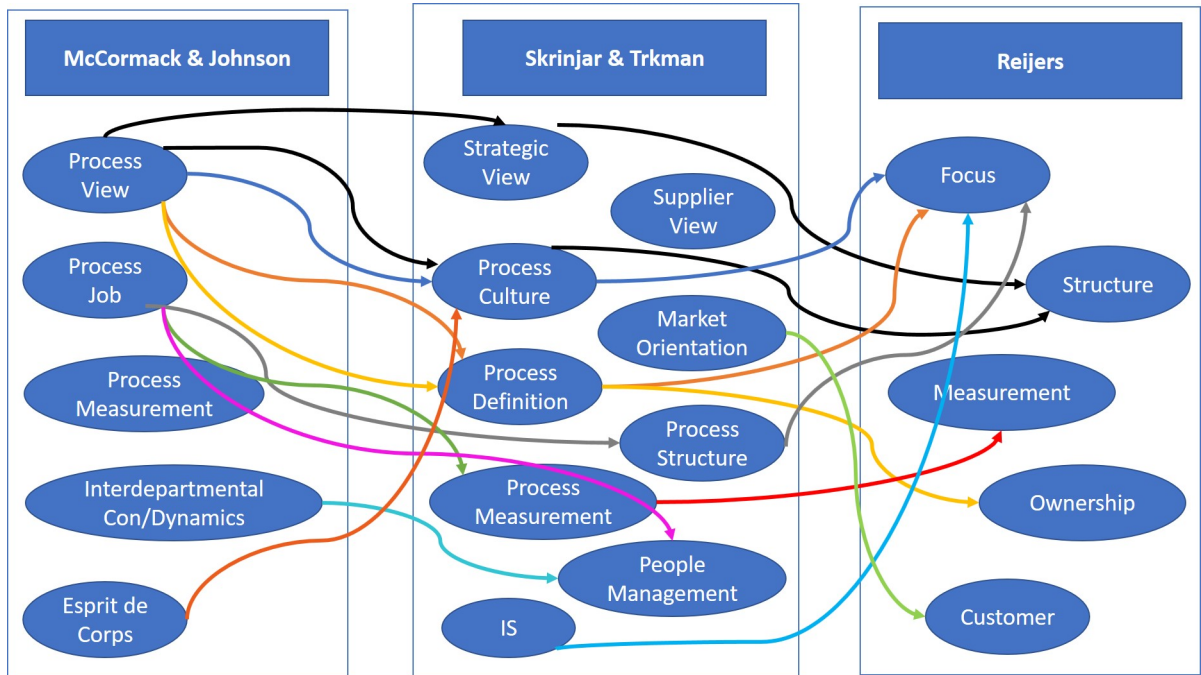 McCormack & Johnson
Process
View
Process
Job
Process
Measurement
Interdepartmental
Con/Dynamics
Esprit de
Corps
Skrinjar & Trkman
Strategic
View
Supplier
View
Process
Culture
Market
Orientation
Process
Definition
Process
Structure
Process
Measurement
People
Management
IS
Reijers
Focus
Structure
Measurement
Ownership
Customer